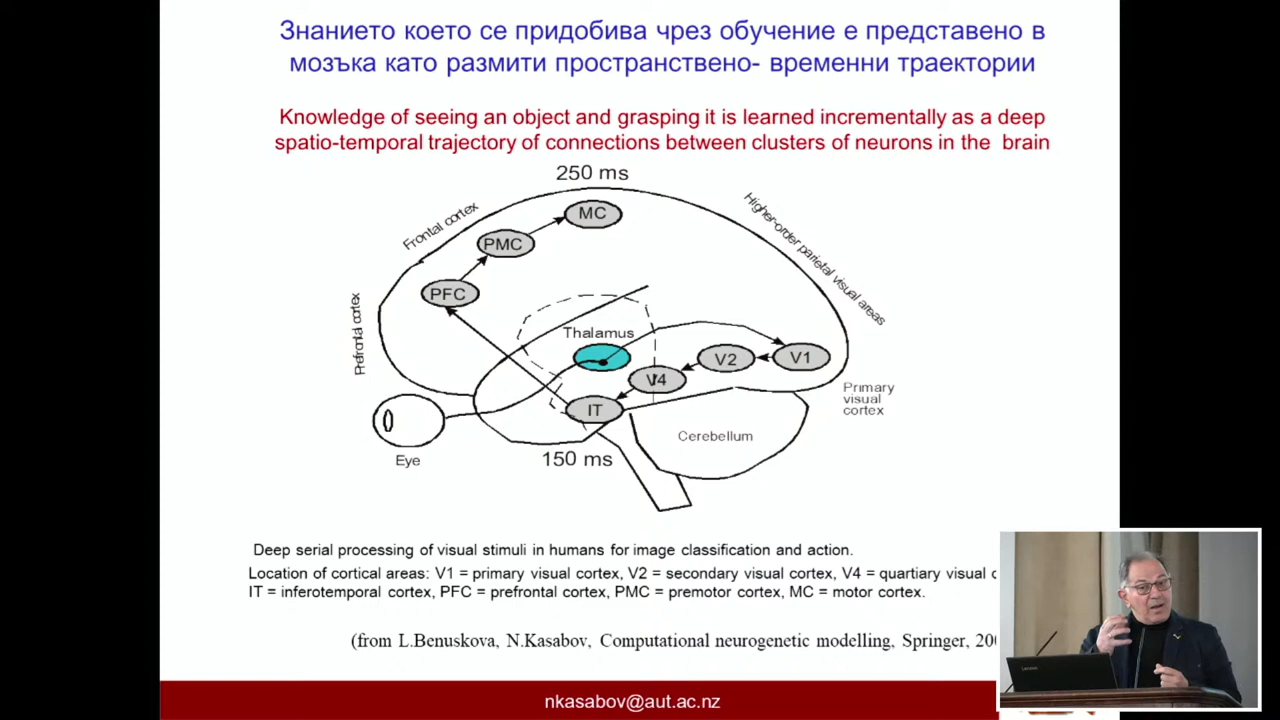 Знанието което се придобива чрез обучение е представено в
мозъка като размити пространствено- временни траектории
Knowledge of seeing an object and grasping it is learned incrementally as a deep
spatio-temporal trajectory of connections between clusters of neurons in the brain
250 ms
Frontal cortex
MC
Higher-order parietal visual areas
PMC
PFC
Prefrontal cortex
Thalamus
V1
V2
V4
IT
Primary
visual
cortex
Cerebellum
Eye
150 ms
Deep serial processing of visual stimuli in humans for image classification and action.
Location of cortical areas: V1 = primary visual cortex, V2 = secondary visual cortex, V4 = quartiary visual c
IT = inferotemporal cortex, PFC = prefrontal cortex, PMC = premotor cortex, MC = motor cortex.
(from L.Benuskova, N.Kasabov, Computational neurogenetic modelling, Springer, 200
nkasabov@aut.ac.nz
Lenovo